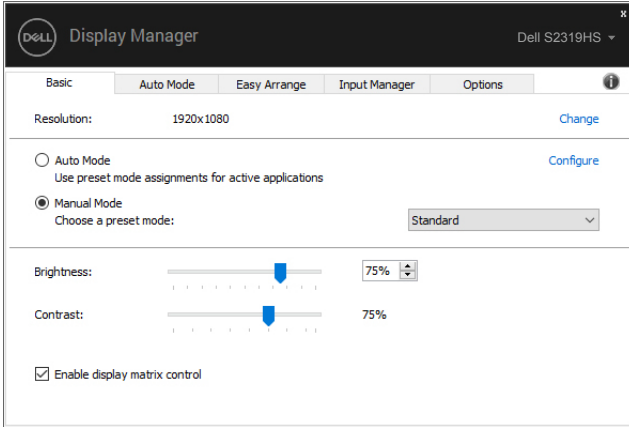 x
DELL Display Manager Dell S2319HS
Basic Auto Mode Easy Arrange Input Manager Options i
Resolution: 1920x1080 Change
Auto Mode Configure
Use preset mode assignments for active applications
Manual Mode
Choose a preset mode: Standard
Brightness: 75%
Contrast: 75%
Enable display matrix control